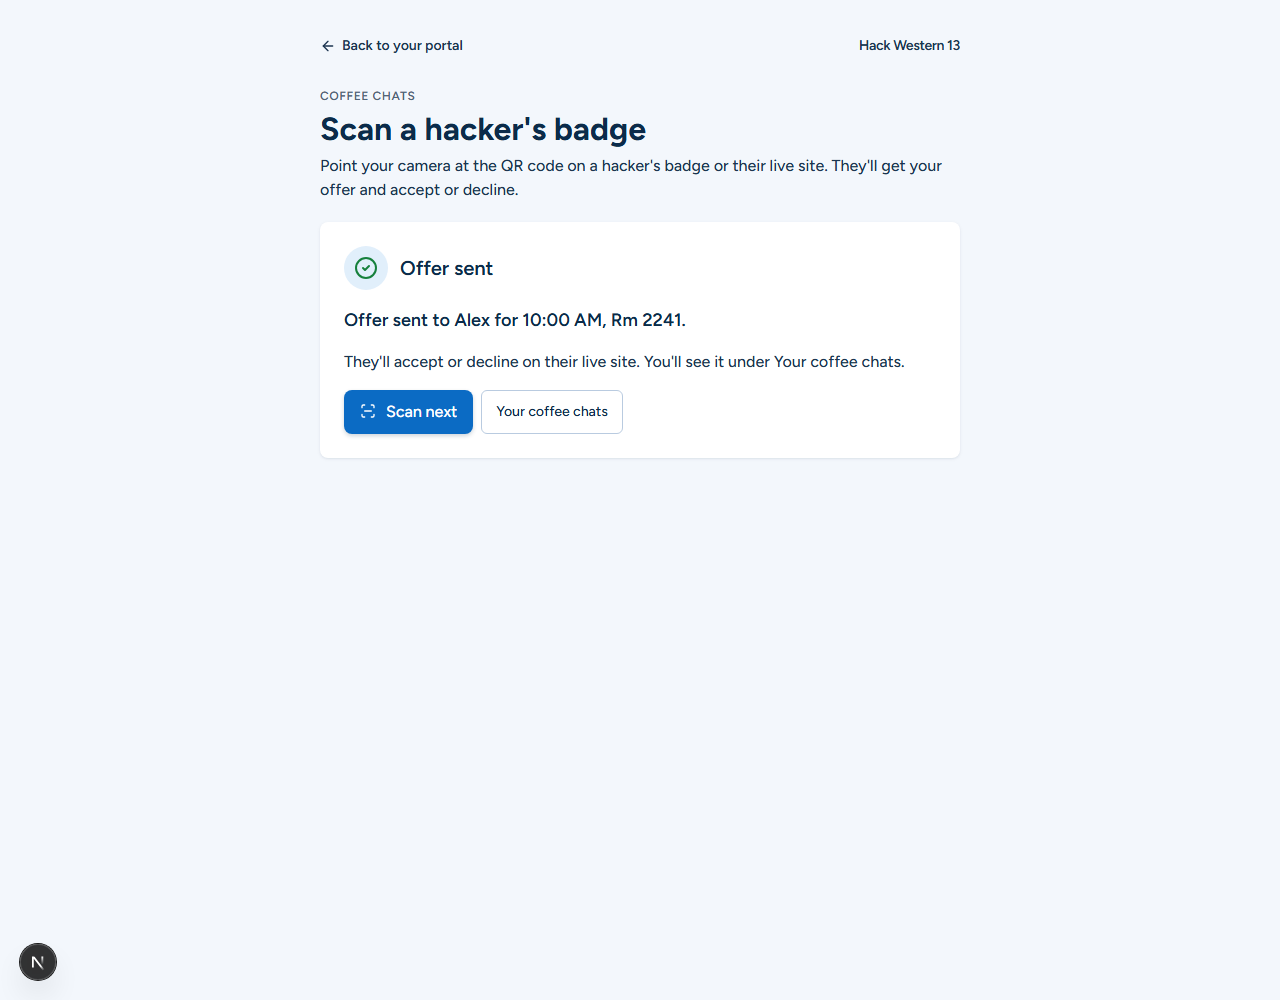 Back to your portal
Hack Western 13
COFFEE CHATS
Scan a hacker's badge
Point your camera at the QR code on a hacker's badge or their live site. They'll get your
offer and accept or decline.
Offer sent
Offer sent to Alex for 10:00 AM, Rm 2241.
They'll accept or decline on their live site. You'll see it under Your coffee chats.
Scan next
Your coffee chats
N